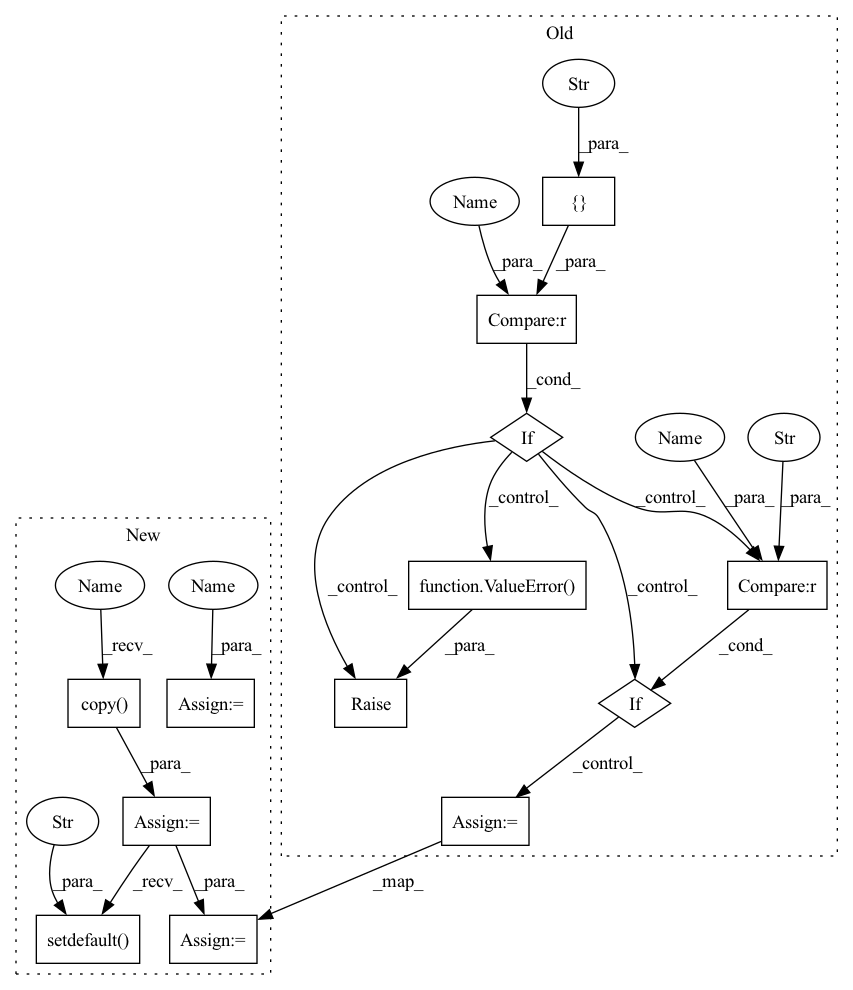 Old
Str
_para_
Name
{}
_para_
_para_
Compare:r
_cond_
If
Name
Str
New
_control_
_control_
_para_
_para_
Name
Name
_control_
function.ValueError()
_control_
Compare:r
_recv_
_para_
_para_
_cond_
copy()
Assign:=
Raise
If
_para_
_control_
Str
Assign:=
Assign:=
_para_
_recv_
_para_
_map_
setdefault()
Assign:=